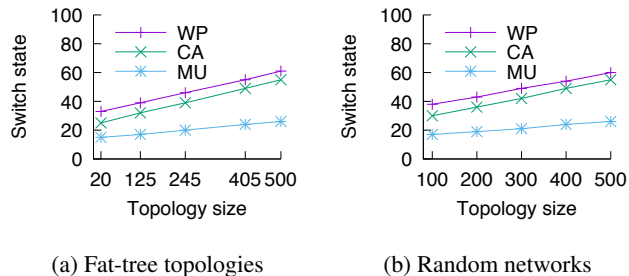 100
80
60
40
20
0
Switch state
WP
CA
MU
20 125 245 405 500
Topology size
(a) Fat-tree topologies
100
80
60
40
20
0
Switch state
WP
CA
MU
100 200 300 400 500
Topology size
(b) Random networks